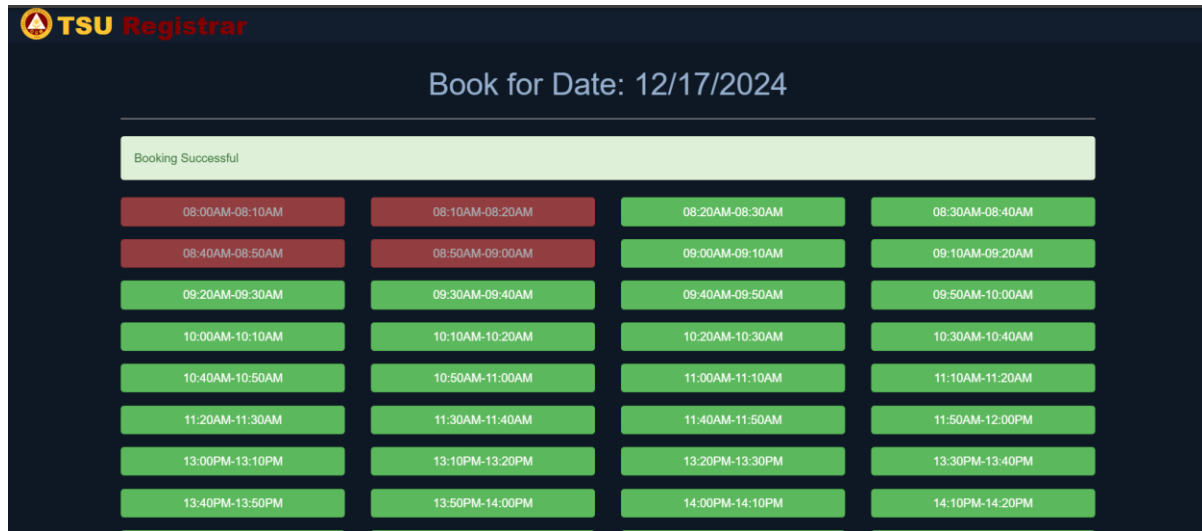 TSU Registrar
Book for Date: 12/17/2024
Booking Successful
08:00AM-08:10AM 08:10AM-08:20AM 08:20AM-08:30AM 08:30AM-08:40AM
08:40AM-08:50AM 08:50AM-09:00AM 09:00AM-09:10AM 09:10AM-09:20AM
09:20AM-09:30AM 09:30AM-09:40AM 09:40AM-09:50AM 09:50AM-10:00AM
10:00AM-10:10AM 10:10AM-10:20AM 10:20AM-10:30AM 10:30AM-10:40AM
10:40AM-10:50AM 10:50AM-11:00AM 11:00AM-11:10AM 11:10AM-11:20AM
11:20AM-11:30AM 11:30AM-11:40AM 11:40AM-11:50AM 11:50AM-12:00PM
13:00PM-13:10PM 13:10PM-13:20PM 13:20PM-13:30PM 13:30PM-13:40PM
13:40PM-13:50PM 13:50PM-14:00PM 14:00PM-14:10PM 14:10PM-14:20PM